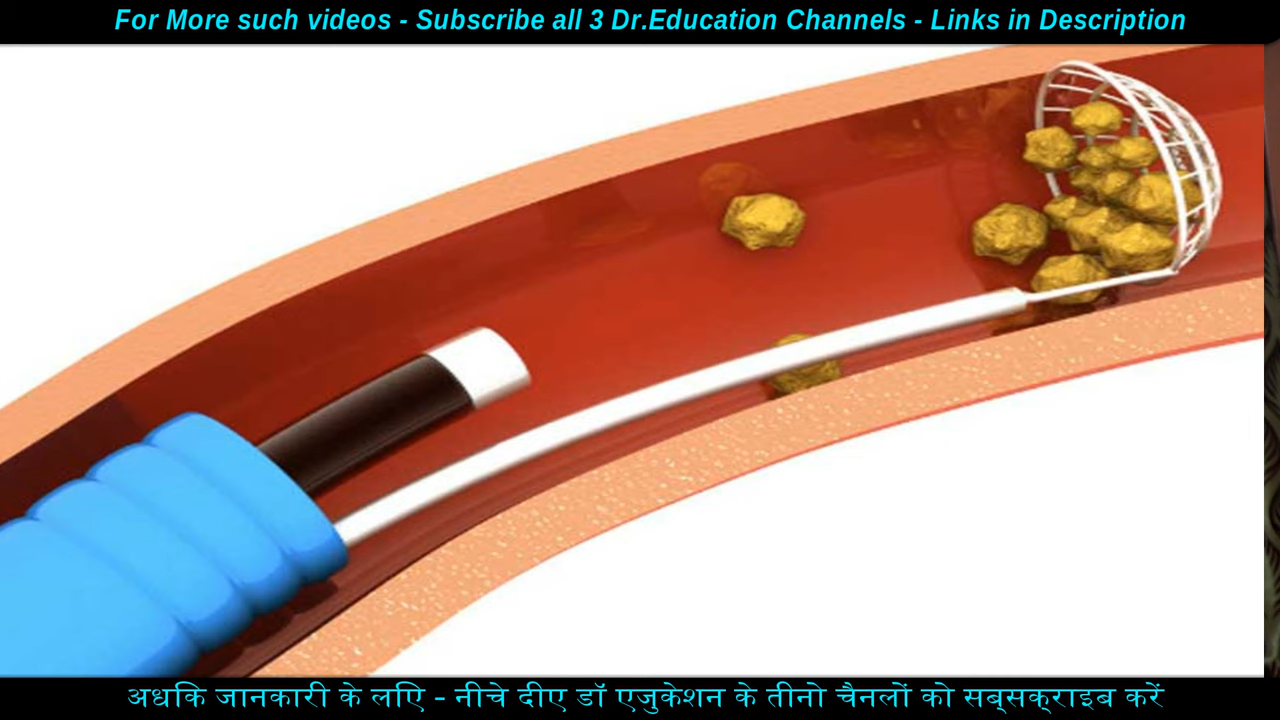 For More such videos - Subscribe all 3 Dr.Education Channels - Links in Description
अधकिि जानकारी के लिए - नीचे दीए डॉ एजुकेशन के तीनो चैनलों को सब्सक्राइब करें